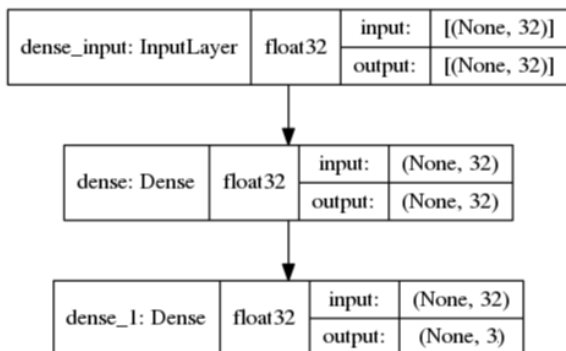 dense_input: InputLayer float32 input: [(None, 32)]
output: [(None, 32)]
dense: Dense float32 input: (None, 32)
output: (None, 32)
dense_1: Dense float32 input: (None, 32)
output: (None, 3)